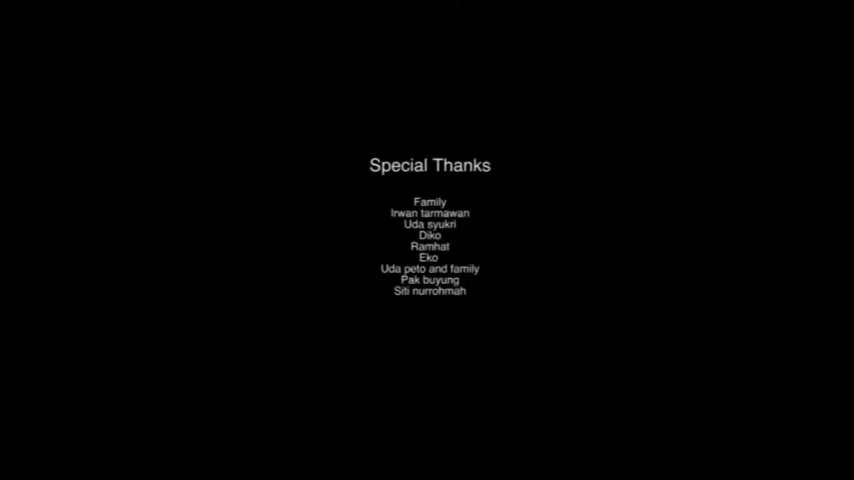 Special Thanks
Family
Irwan tarmawan
Uda syukri
Diko
Ramhat
Eko
Uda peto and family
Pak buyung
Siti nurrohmah